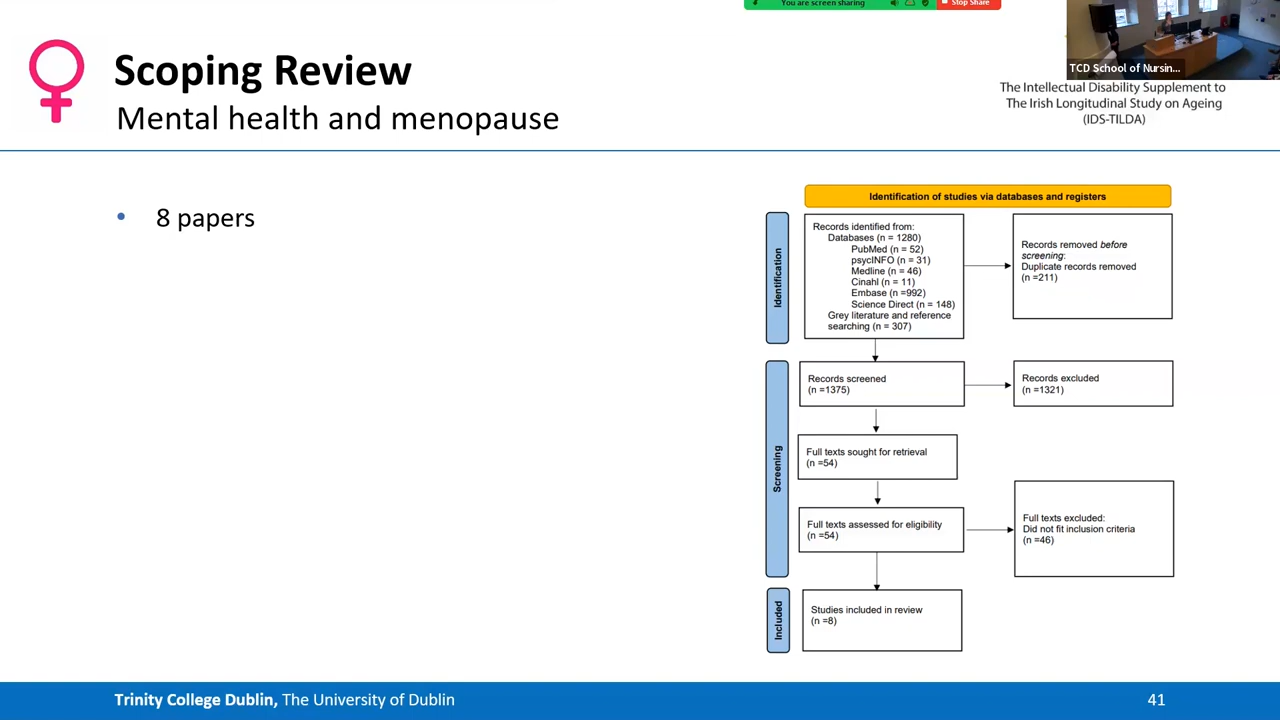 You are screen sharing
Stop Share
TCD School of Nursin...
Scoping Review
Mental health and menopause
The Intellectual Disability Supplement to
The Irish Longitudinal Study on Ageing
(IDS-TILDA)
• 8 papers
Identification of studies via databases and registers
Identification
Records identified from:
Databases (n = 1280)
PubMed (n = 52)
psycINFO (n = 31)
Medline (n = 46)
Cinahl (n = 11)
Embase (n =992)
Science Direct (n = 148)
Grey literature and reference
searching (n = 307)
Records removed before
screening:
Duplicate records removed
(n =211)
Screening
Records screened
(n =1375)
Records excluded
(n =1321)
Full texts sought for retrieval
(n =54)
Full texts assessed for eligibility
(n =54)
Full texts excluded:
Did not fit inclusion criteria
(n =46)
Included
Studies included in review
(n =8)
Trinity College Dublin, The University of Dublin
41